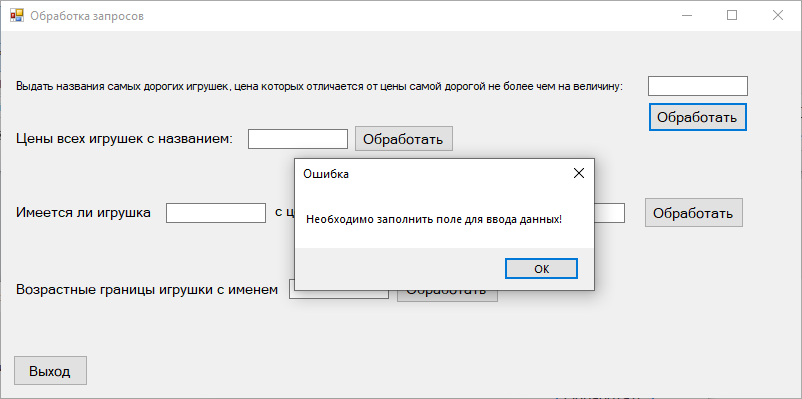 Обработка запросов
Выдать названия самых дорогих игрушек, цена которых отличается от цены самой дорогой не более чем на величину:
Обработать
Цены всех игрушек с названием:
Обработать
Ошибка
Имеется ли игрушка
с ц
Необходимо заполнить поле для ввода данных!
Обработать
ОК
Возрастные границы игрушки с именем
Обработать
Выход